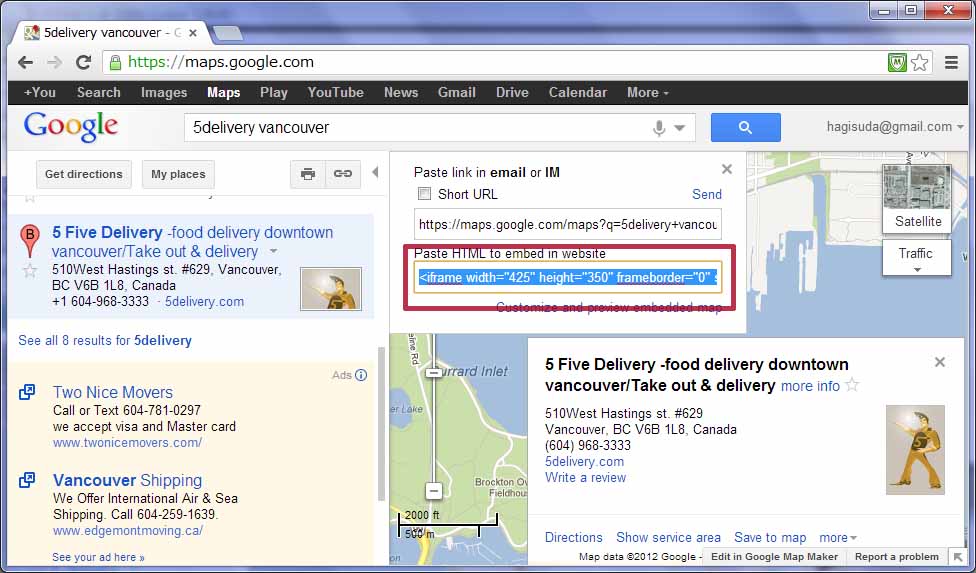 5delivery vancouver - G
https://maps.google.com
+You Search Images Maps Play YouTube News Gmail Drive Calendar More
Google
5delivery vancouver
hagisuda@gmail.com
Get directions
My places
B
5 Five Delivery -food delivery downtown
vancouver/Take out & delivery
510West Hastings st. #629, Vancouver,
BC V6B 1L8, Canada
+1 604-968-3333 · 5delivery.com
See all 8 results for 5delivery
Ads
Two Nice Movers
Call or Text 604-781-0297
we accept visa and Master card
www.twonicemovers.com/
Vancouver Shipping
We Offer International Air & Sea
Shipping. Call 604-259-1639.
www.edgemontmoving.ca/
See your ad here »
Paste link in email or IM
Short URL
Send
https://maps.google.com/maps?q=5delivery+vancou
Paste HTML to embed in website
<iframe width="425" height="350" frameborder="0" s
Customize and preview embedded map
Satellite
Traffic
Brockton
Fieldhouse
2000 ft
500 m
5 Five Delivery -food delivery downtown
vancouver/Take out & delivery more info
510West Hastings st. #629
Vancouver, BC V6B 1L8, Canada
(604) 968-3333
5delivery.com
Write a review
Directions Show service area Save to map more
Map data ©2012 Google -
Edit in Google Map Maker
Report a problem